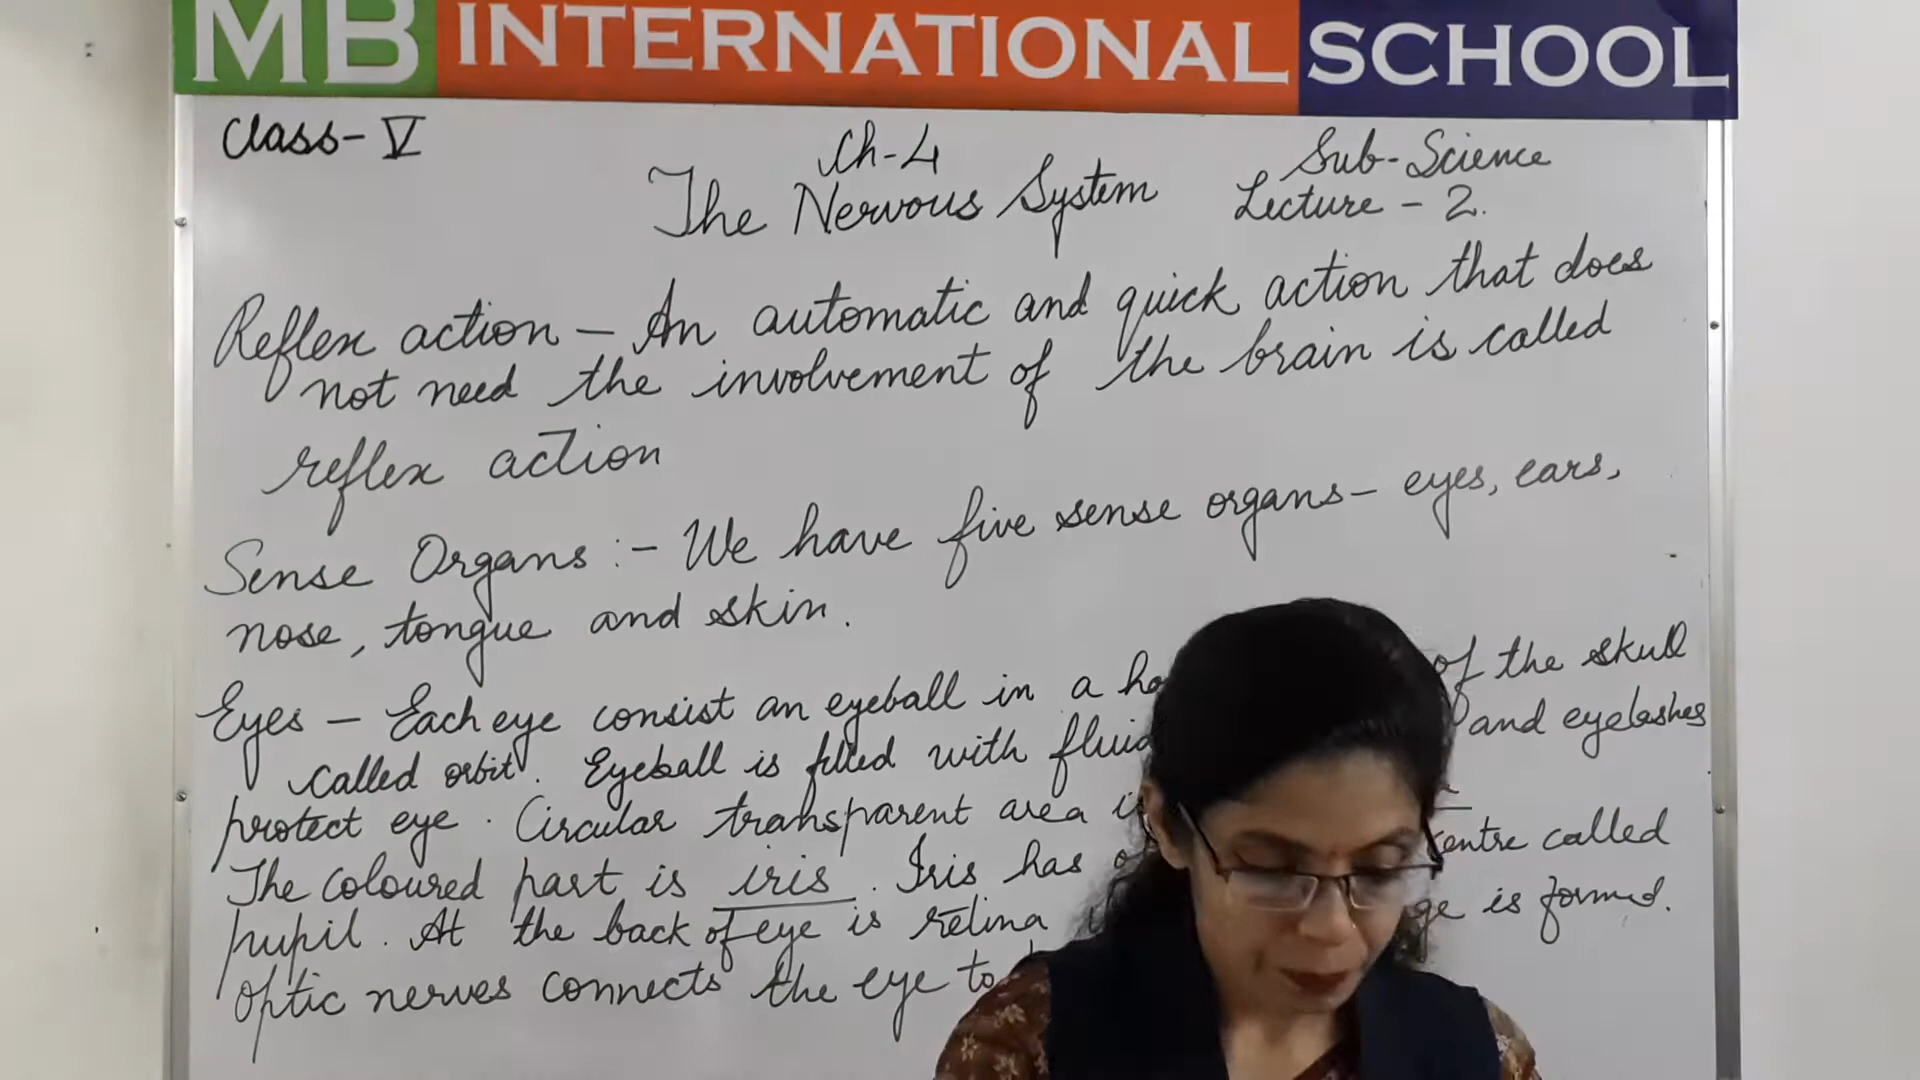 MB INTERNATIONAL SCHOOL
Class- V
Ch-4
Sub-Science
The Nervous System
Lecture - 2.
Reflex action - An automatic and quick action that does
not need the involvement of the brain is called
reflex action
Sense Organs :- We have five sense organs- eyes, ears,
nose, tongue and skin.
Eyes - Each eye consist an eyeball in a of the skull
called orbit. Eyeball is filled with fluid and eyelashes
protect eye. Circular transparent area
The coloured part is iris. Iris has called
pupil. At the back of eye is retina is formed.
Optic nerves connects the eye to